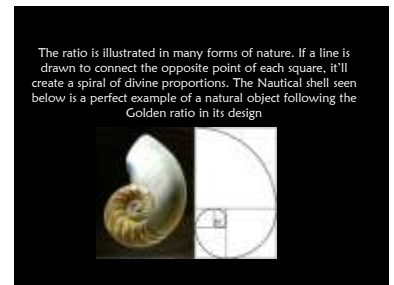 The ratio is illustrated in many forms of nature. If a line is
drawn to connect the opposite point of each square, it'll
create a spiral of divine proportions. The Nautical shell seen
below is a perfect example of a natural object following the
Golden ratio in its design